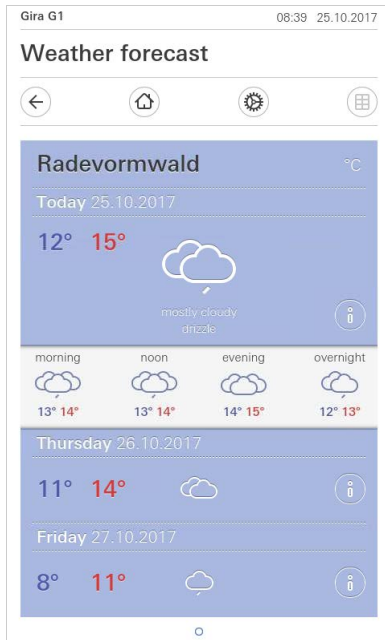 Gira G1 08:39 25.10.2017
Weather forecast
Radevormwald °C
Today 25.10.2017
12° 15°
mostly cloudy
drizzle
i
morning noon evening overnight
13° 14° 13° 14° 14° 15° 12° 13°
Thursday 26.10.2017
11° 14° i
Friday 27.10.2017
8° 11° i